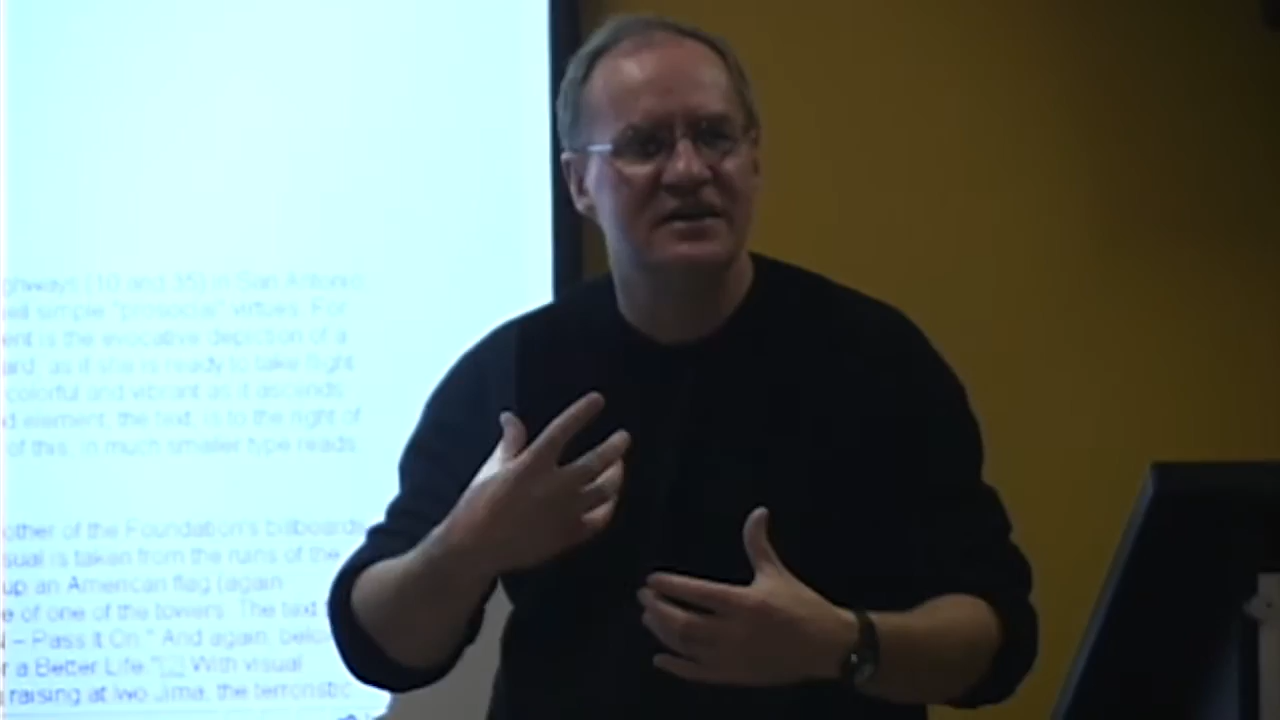 ghways (10 and 35) in San Antonio
ell simple "prosocial" virtues. For
ent is the evocative depiction of a
ard, as if she is ready to take flight
colorful and vibrant as it ascends
d element, the text, is to the right of
of this, in much smaller type reads
other of the Foundation's billboards
sual is taken from the ruins of the
up an American flag (again
e of one of the towers. The text
– Pass It On." And again, below
r a Better Life." With visual
raising at Iwo Jima, the terroristic